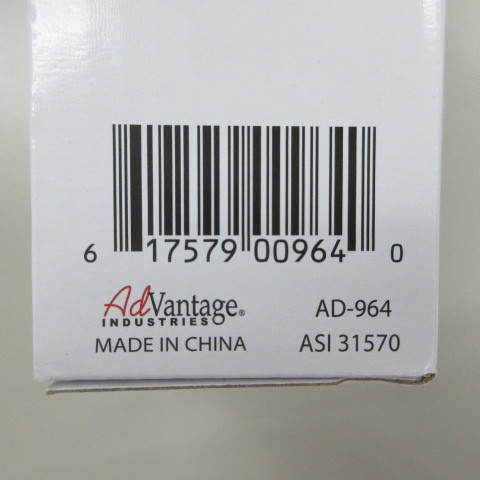 6 17579 00964 0
AdVantage®
INDUSTRIES
MADE IN CHINA
AD-964
ASI 31570